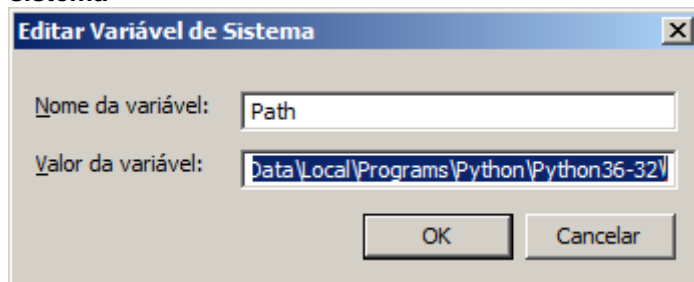 Editar Variável de Sistema
Nome da variável: Path
Valor da variável: Data\Local\Programs\Python\Python36-32\
OK Cancelar